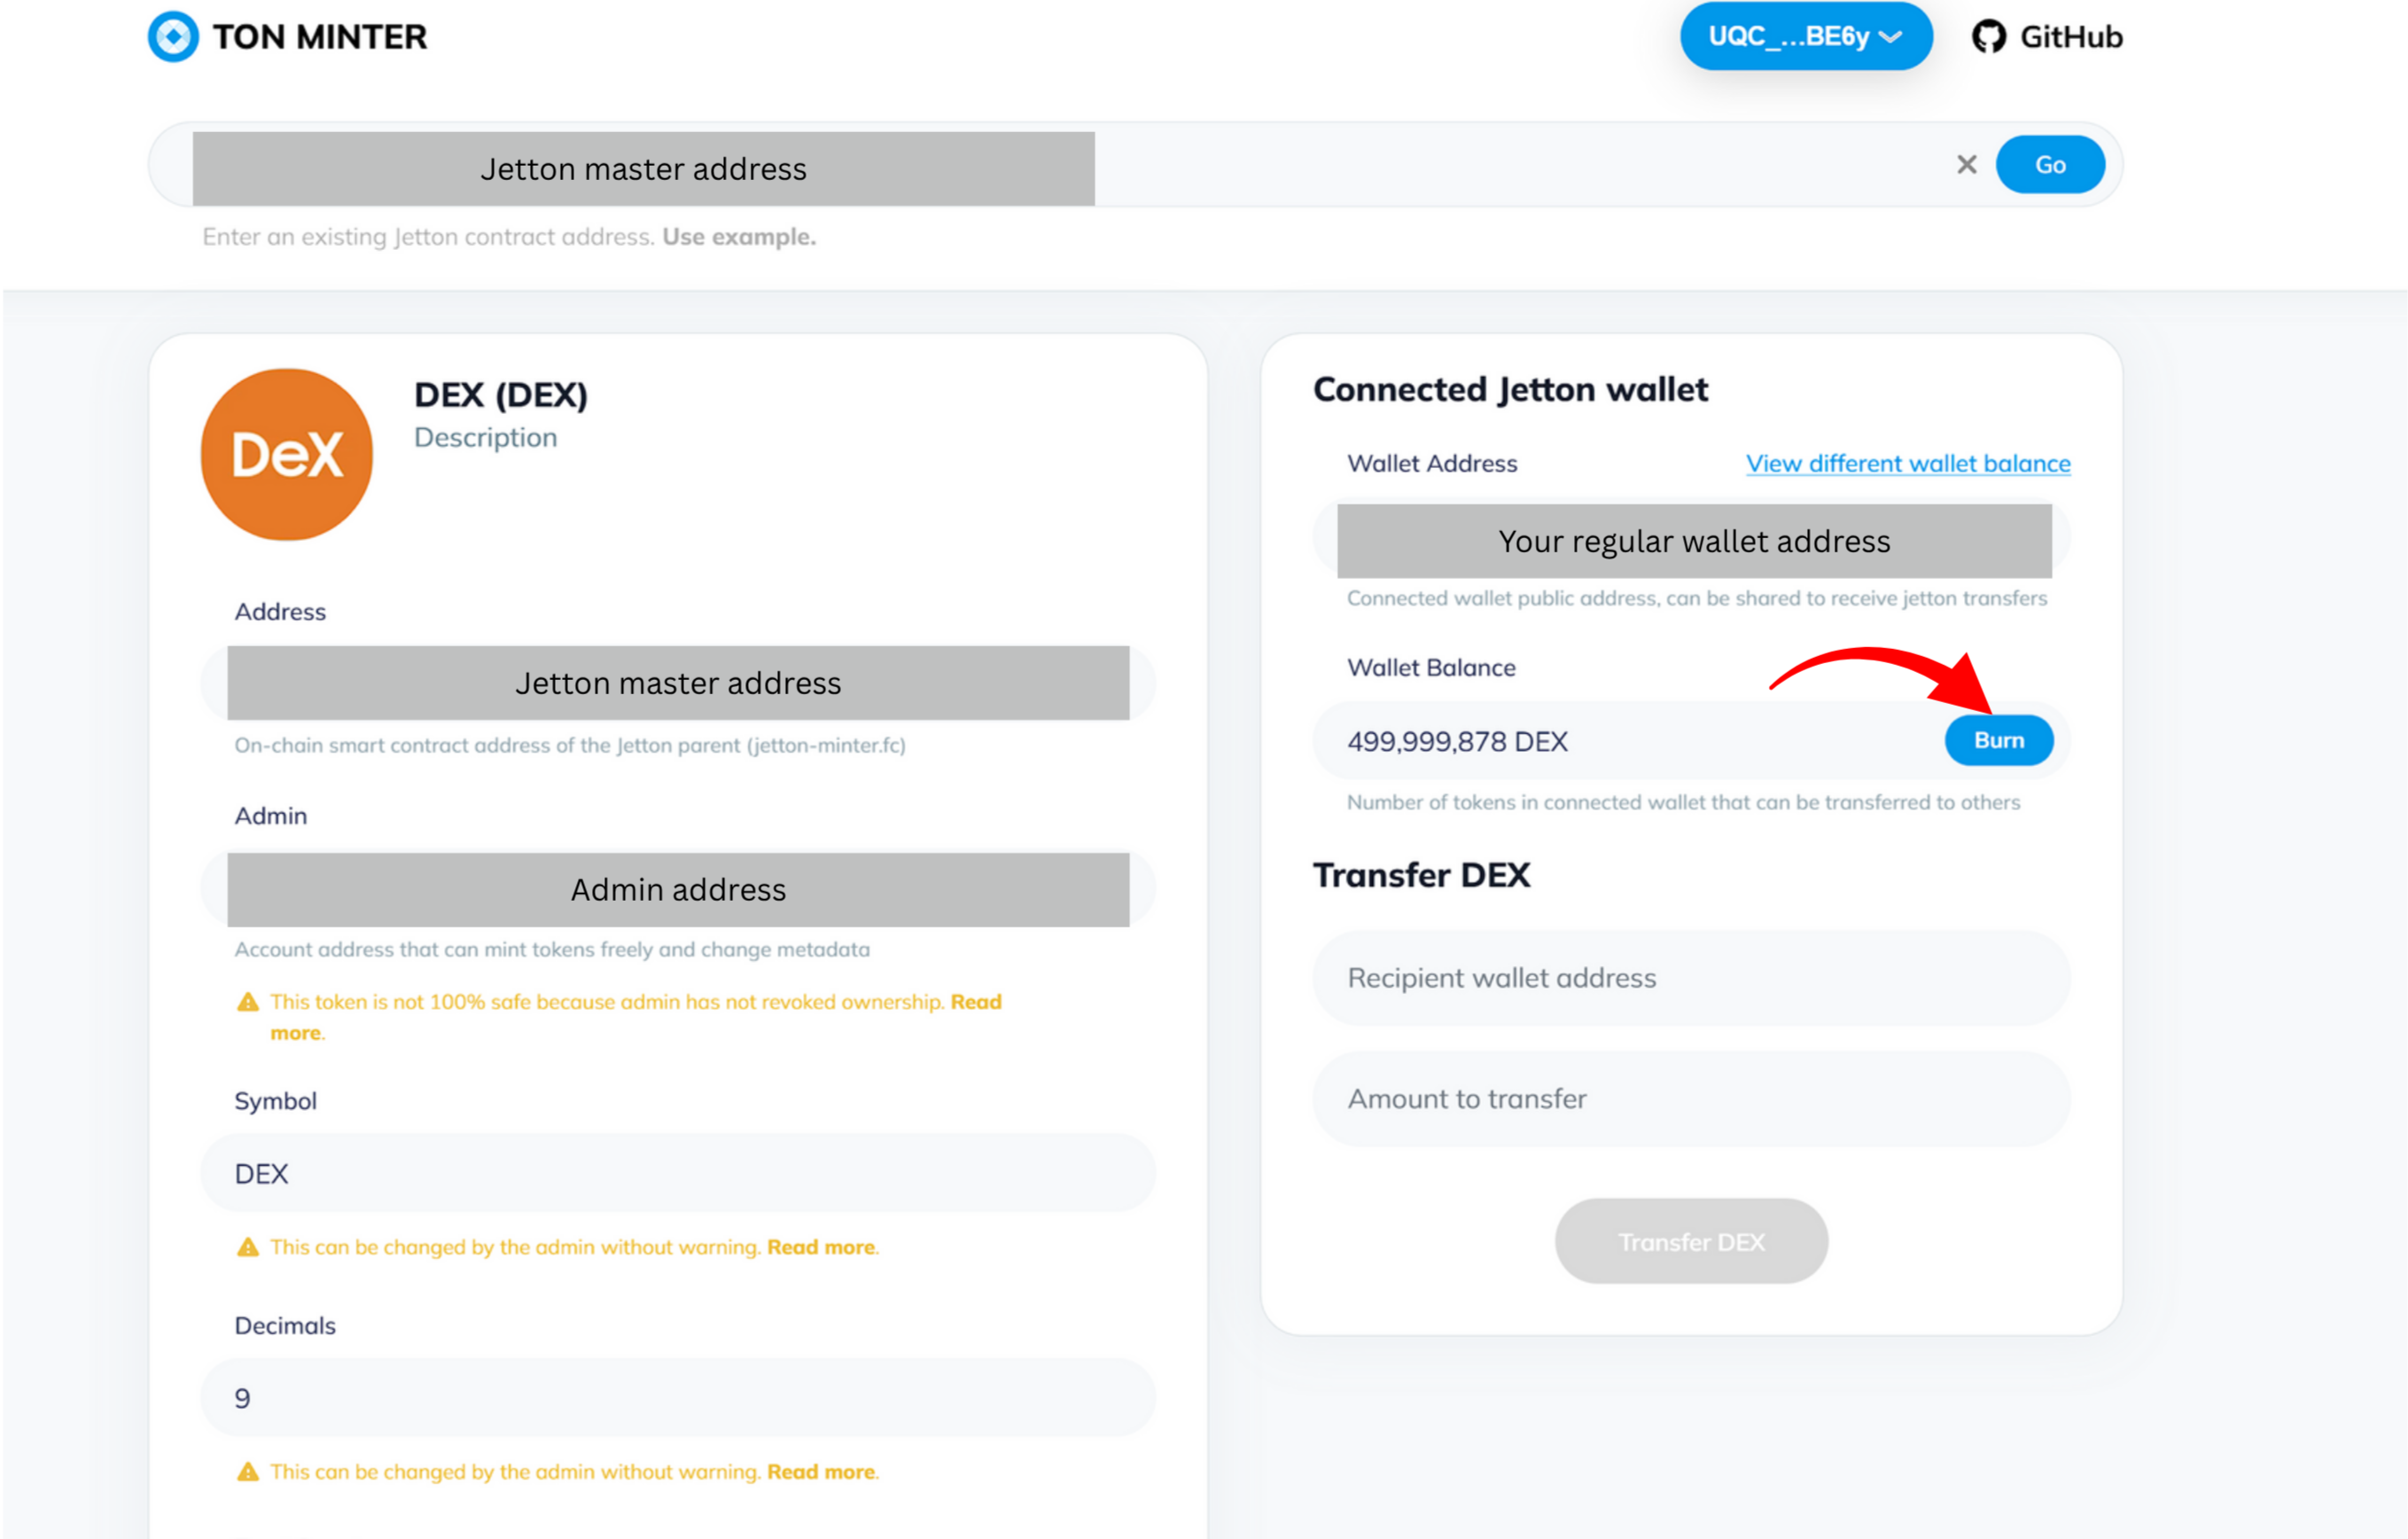 TON MINTER
UQC_...BE6y
GitHub
Jetton master address
Go
Enter an existing Jetton contract address. Use example.
DeX
DEX (DEX)
Description
Address
Jetton master address
On-chain smart contract address of the Jetton parent (jetton-minter.fc)
Admin
Admin address
Account address that can mint tokens freely and change metadata
This token is not 100% safe because admin has not revoked ownership. Read
more.
Symbol
DEX
This can be changed by the admin without warning. Read more.
Decimals
9
This can be changed by the admin without warning. Read more.
Connected Jetton wallet
Wallet Address
View different wallet balance
Your regular wallet address
Connected wallet public address, can be shared to receive jetton transfers
Wallet Balance
499,999,878 DEX
Burn
Number of tokens in connected wallet that can be transferred to others
Transfer DEX
Recipient wallet address
Amount to transfer
Transfer DEX